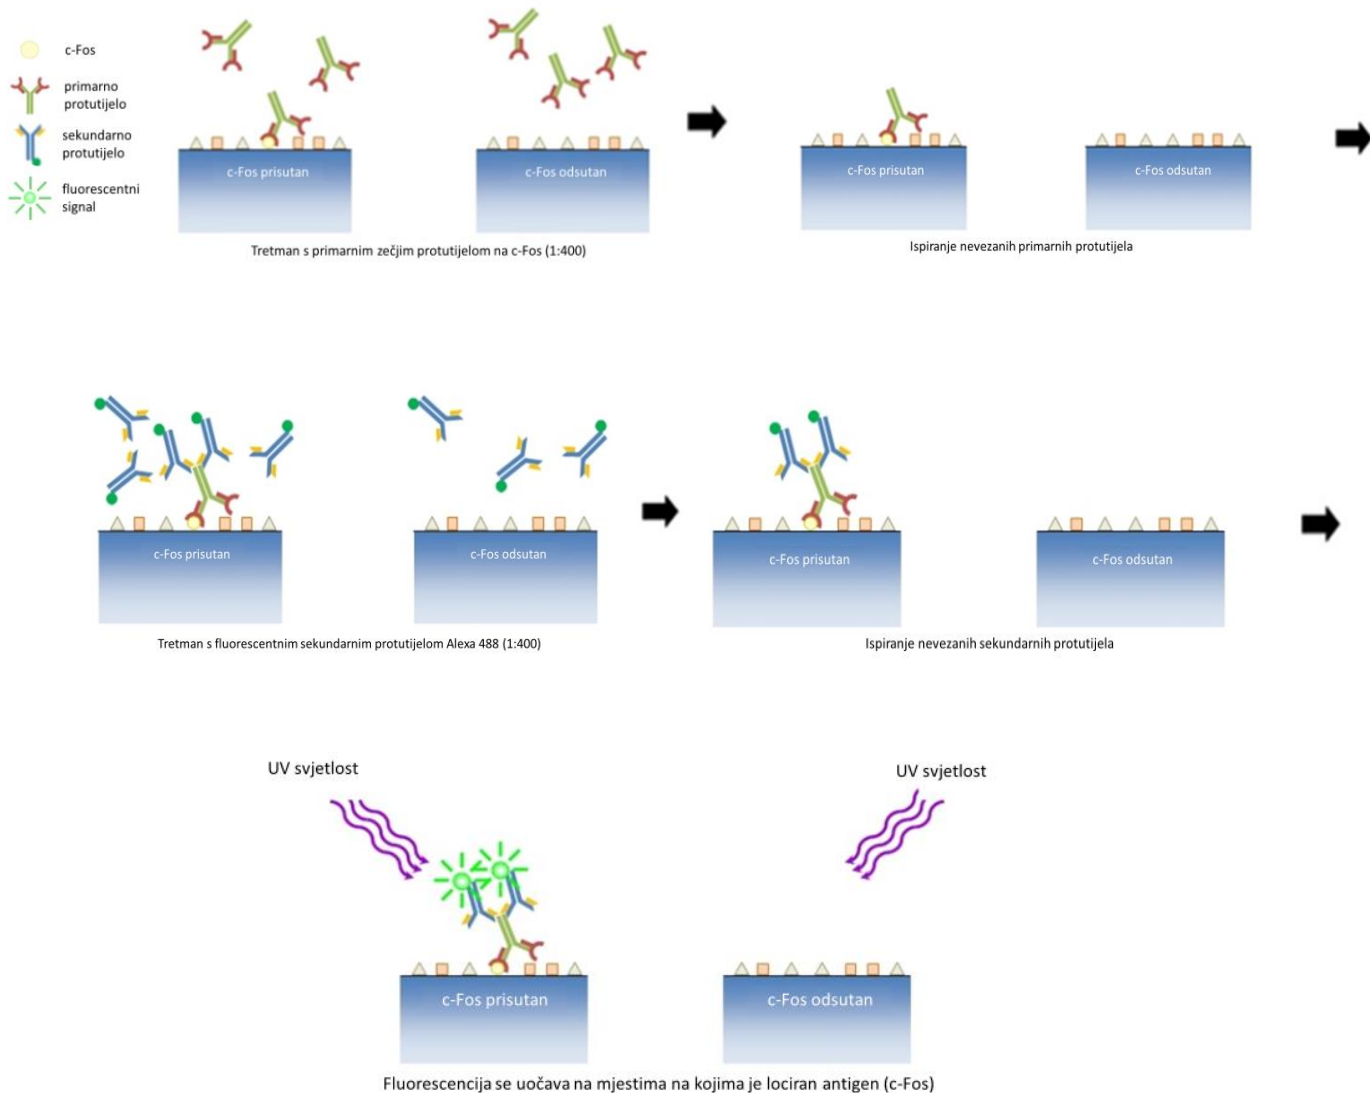 c-Fos
primarno
protutijelo
sekundarno
protutijelo
fluorescentni
signal
c-Fos prisutan
c-Fos odsutan
Tretman s primarnim zečjim protutijelom na c-Fos (1:400)
c-Fos prisutan
c-Fos odsutan
Ispiranje nevezanih primarnih protutijela
c-Fos prisutan
c-Fos odsutan
Tretman s fluorescentnim sekundarnim protutijelom Alexa 488 (1:400)
c-Fos prisutan
c-Fos odsutan
Ispiranje nevezanih sekundarnih protutijela
UV svjetlost
UV svjetlost
c-Fos prisutan
c-Fos odsutan
Fluorescencija se uočava na mjestima na kojima je lociran antigen (c-Fos)